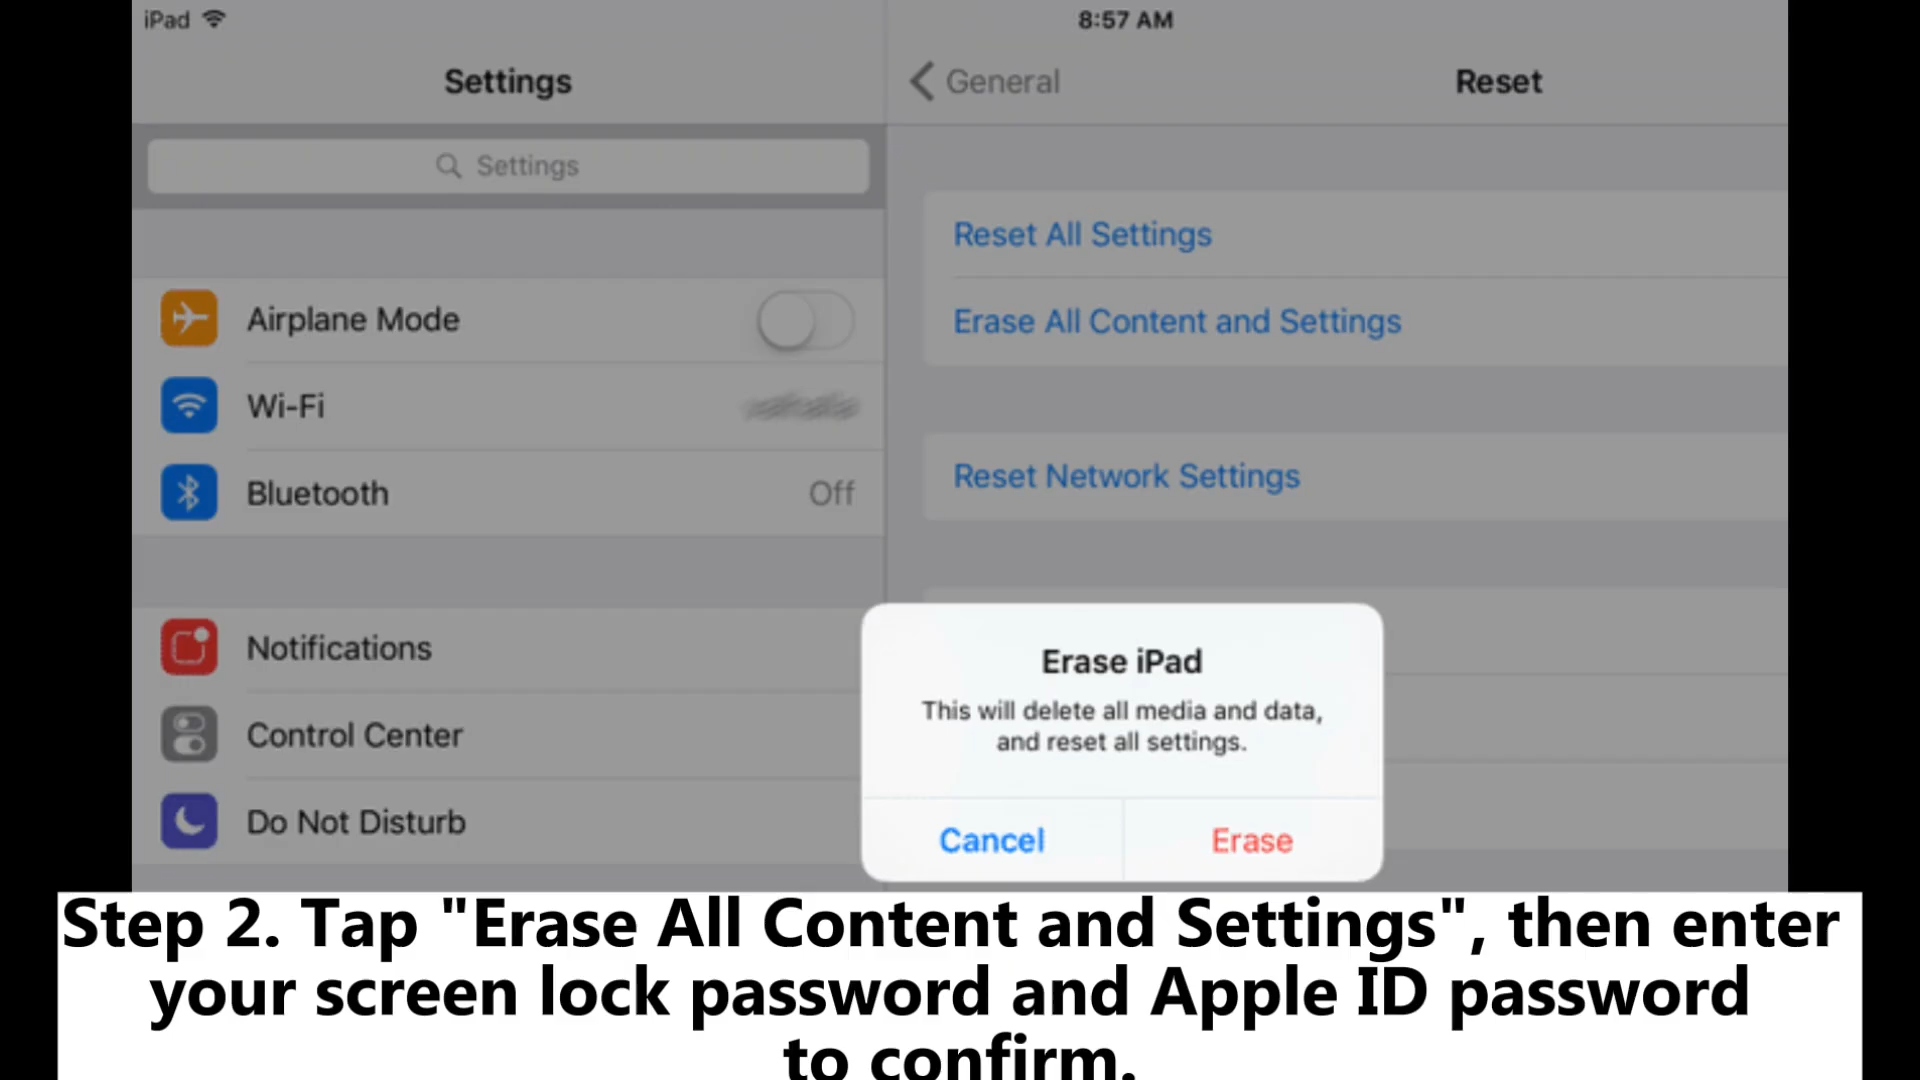 iPad
8:57 AM
Settings
General
Reset
Settings
Reset All Settings
Airplane Mode
Erase All Content and Settings
Wi-Fi
Bluetooth
Off
Reset Network Settings
Notifications
Control Center
Do Not Disturb
Erase iPad
This will delete all media and data,
and reset all settings.
Cancel
Erase
Step 2. Tap "Erase All Content and Settings", then enter
your screen lock password and Apple ID password
to confirm.